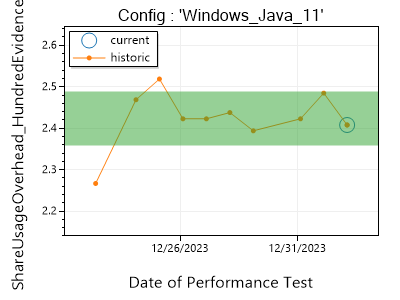 Config : 'Windows_Java_11'
ShareUsageOverhead_HundredEvidence
current
historic
2.6
2.5
2.4
2.3
2.2
12/26/2023
12/31/2023
Date of Performance Test